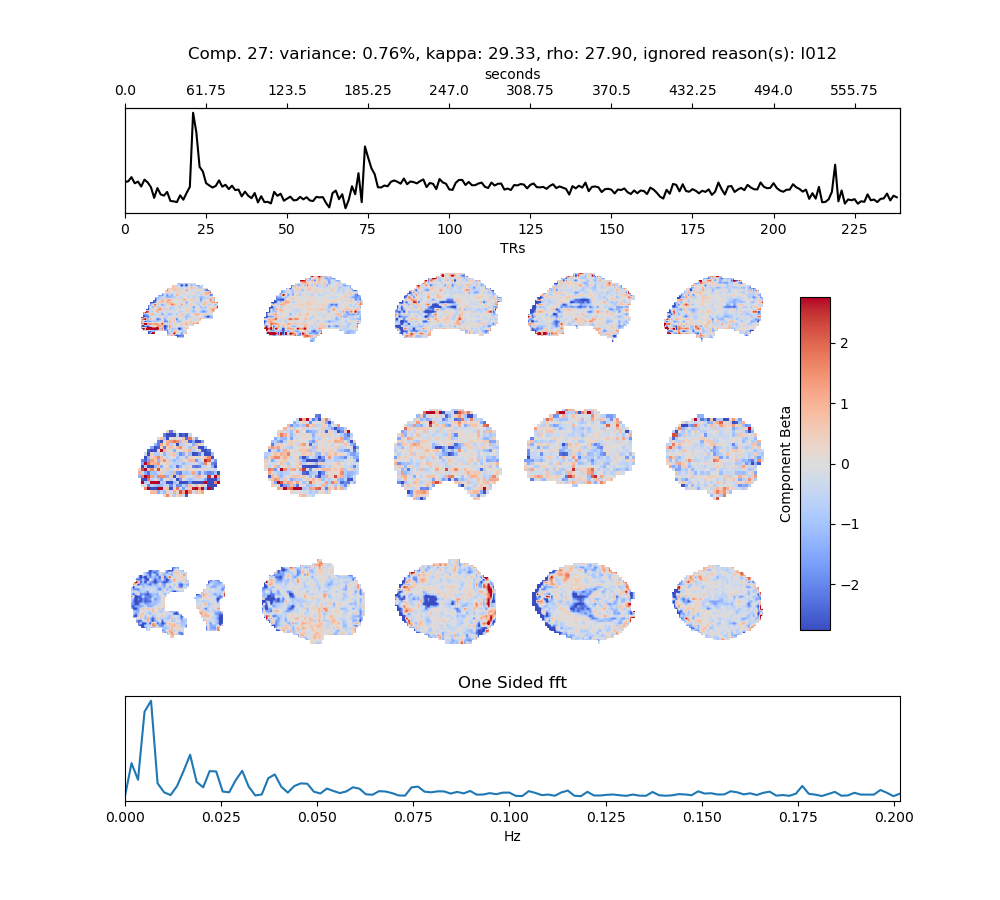 Comp. 27: variance: 0.76%, kappa: 29.33, rho: 27.90, ignored reason(s): I012
seconds
0.0 61.75 123.5 185.25 247.0 308.75 370.5 432.25 494.0 555.75
0 25 50 75 100 125 150 175 200 225
TRs
2
1
0
−1
−2
Component Beta
One Sided fft
0.000 0.025 0.050 0.075 0.100 0.125 0.150 0.175 0.200
Hz